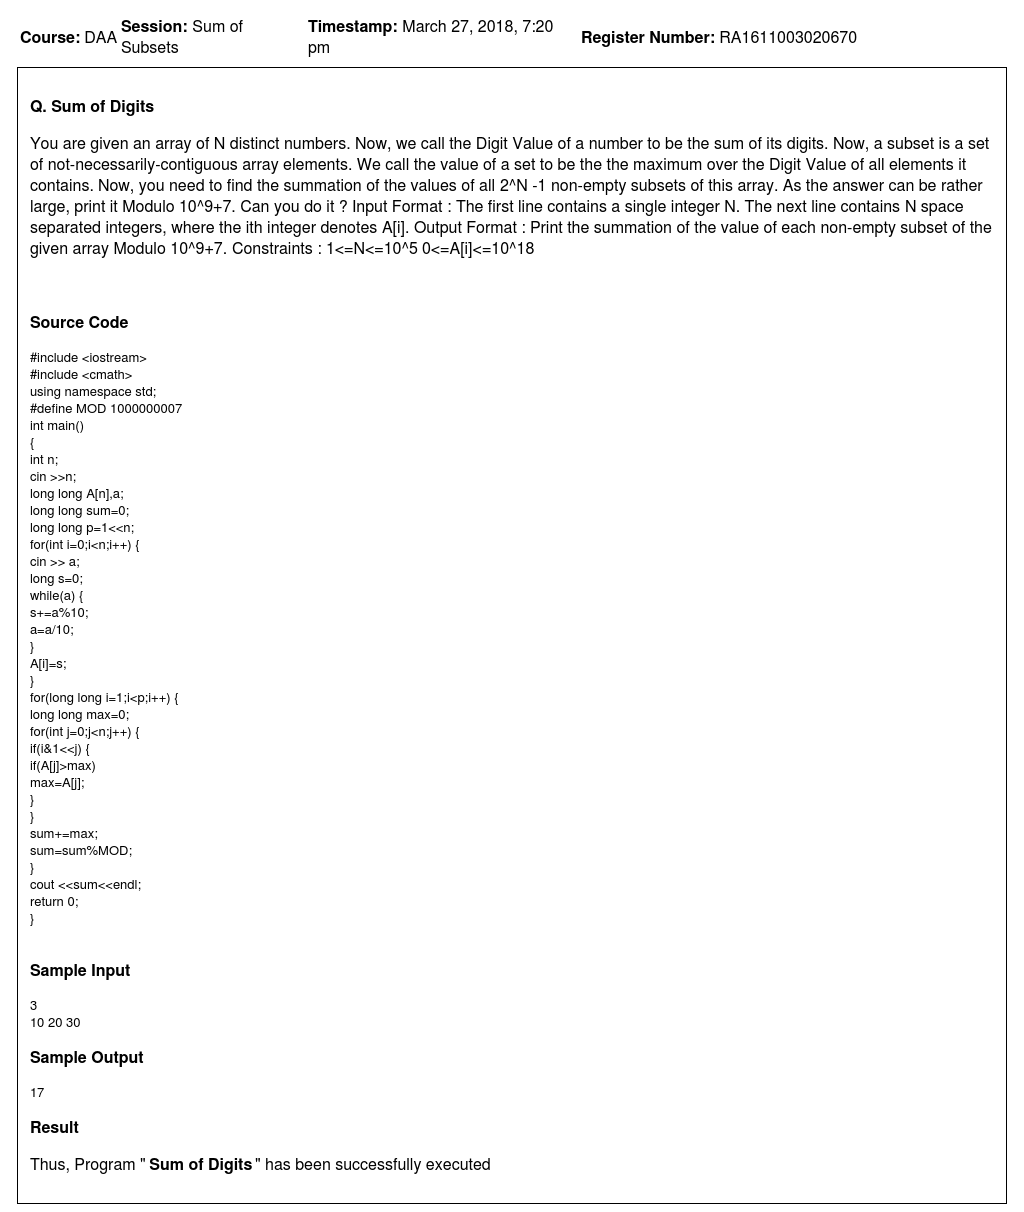 Course: DAA Session: Sum of Subsets Timestamp: March 27, 2018, 7:20 pm Register Number: RA1611003020670
Q. Sum of Digits
You are given an array of N distinct numbers. Now, we call the Digit Value of a number to be the sum of its digits. Now, a subset is a set
of not-necessarily-contiguous array elements. We call the value of a set to be the the maximum over the Digit Value of all elements it
contains. Now, you need to find the summation of the values of all 2^N -1 non-empty subsets of this array. As the answer can be rather
large, print it Modulo 10^9+7. Can you do it ? Input Format : The first line contains a single integer N. The next line contains N space
separated integers, where the ith integer denotes A[i]. Output Format : Print the summation of the value of each non-empty subset of the
given array Modulo 10^9+7. Constraints : 1<=N<=10^5 0<=A[i]<=10^18
Source Code
#include <iostream>
#include <cmath>
using namespace std;
#define MOD 1000000007
int main()
{
int n;
cin >>n;
long long A[n],a;
long long sum=0;
long long p=1<<n;
for(int i=0;i<n;i++) {
cin >> a;
long s=0;
while(a) {
s+=a%10;
a=a/10;
}
A[i]=s;
}
for(long long i=1;i<p;i++) {
long long max=0;
for(int j=0;j<n;j++) {
if(i&1<<j) {
if(A[j]>max)
max=A[j];
}
}
sum+=max;
sum=sum%MOD;
}
cout <<sum<<endl;
return 0;
}
Sample Input
3
10 20 30
Sample Output
17
Result
Thus, Program " Sum of Digits " has been successfully executed